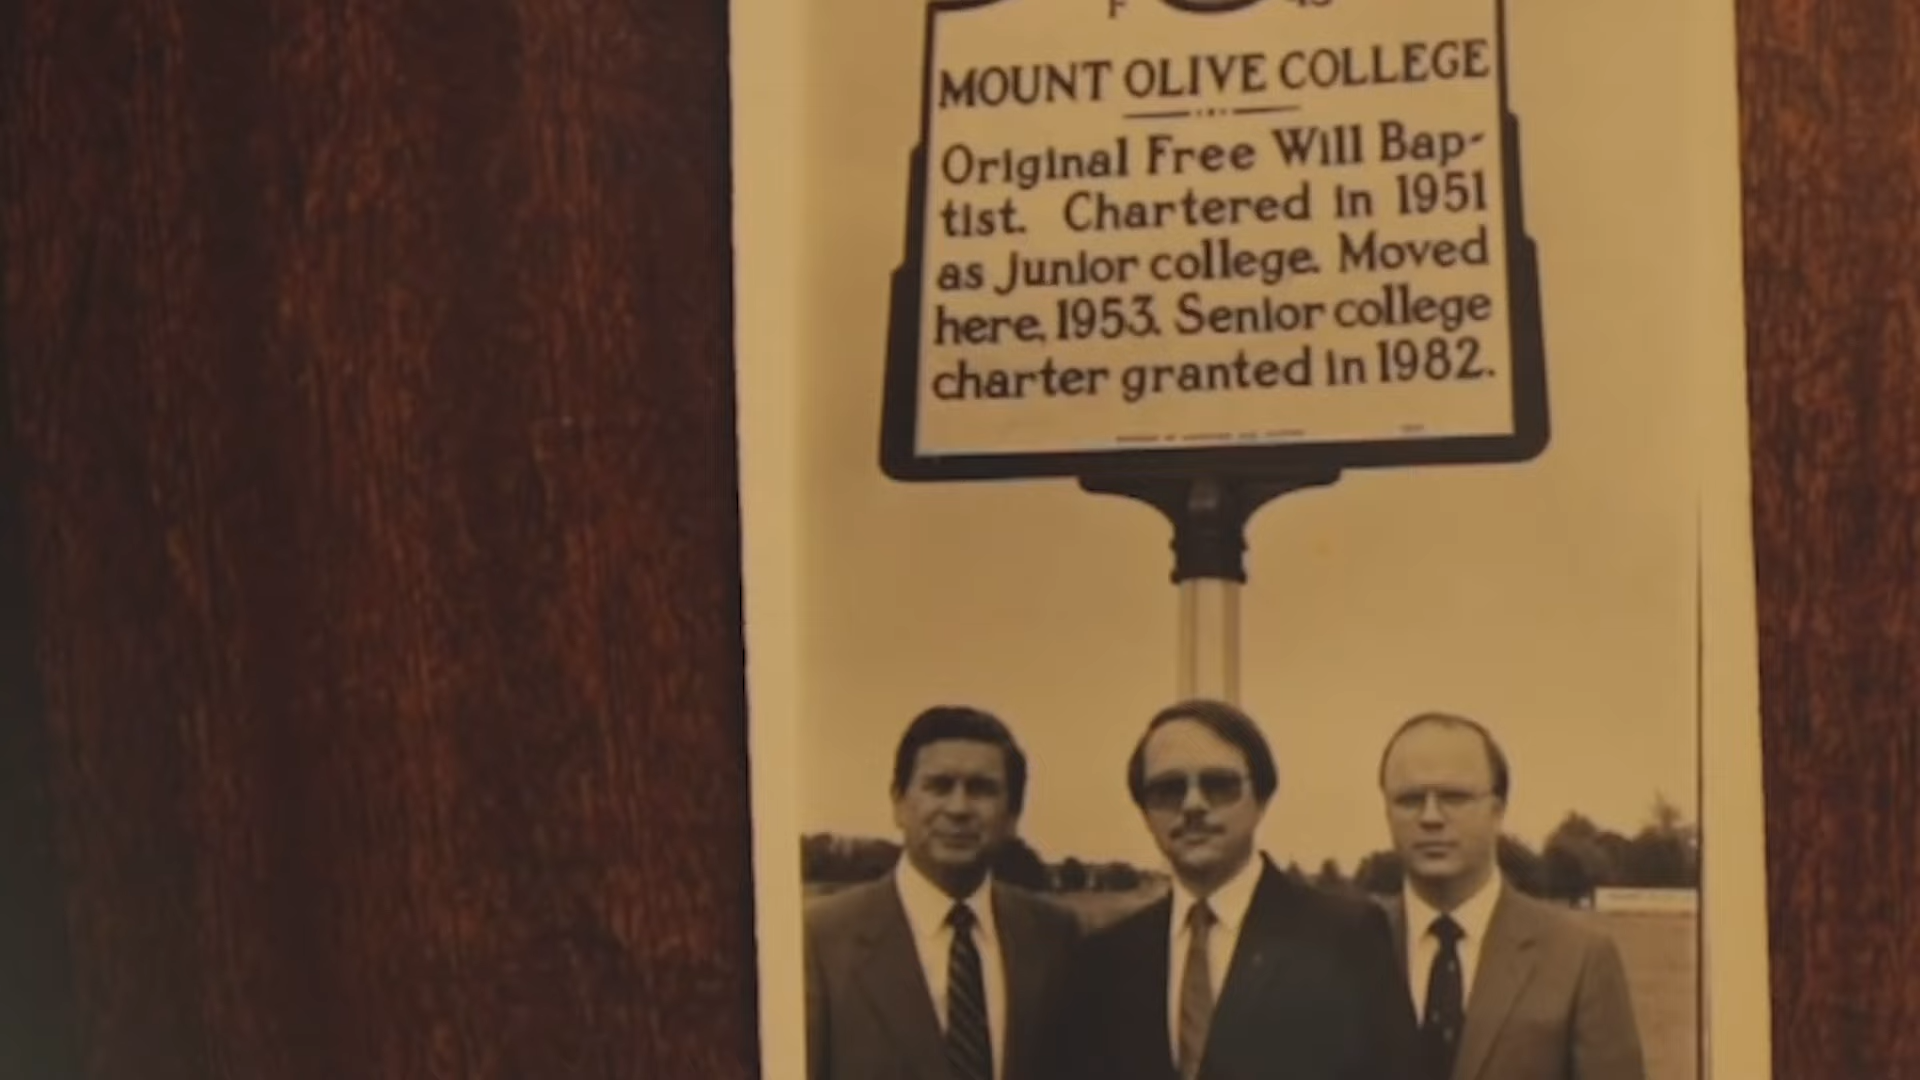 MOUNT OLIVE COLLEGE
Original Free Will Bap-
tist. Chartered in 1951
as junior college. Moved
here, 1953. Senior college
charter granted in 1982.